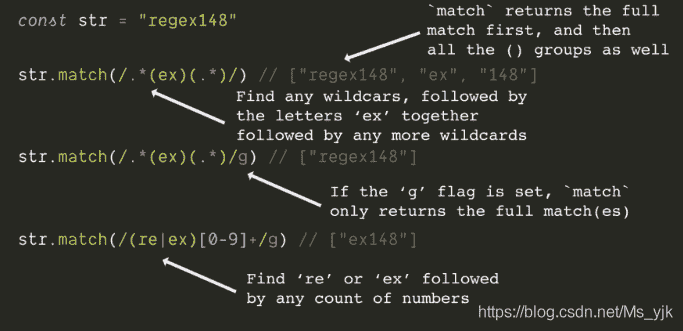 const str = "regex148"
`match` returns the full
match first, and then
all the () groups as well
str.match(/.*(ex)(.*)/) // ["regex148", "ex", "148"]
Find any wildcars, followed by
the letters ‘ex’ together
followed by any more wildcards
str.match(/.*(ex)(.*)/g) // ["regex148"]
If the ‘g’ flag is set, `match`
only returns the full match(es)
str.match(/(re|ex)[0-9]+/g) // ["ex148"]
Find ‘re’ or ‘ex’ followed
by any count of numbers
https://blog.csdn.net/Ms_yjk